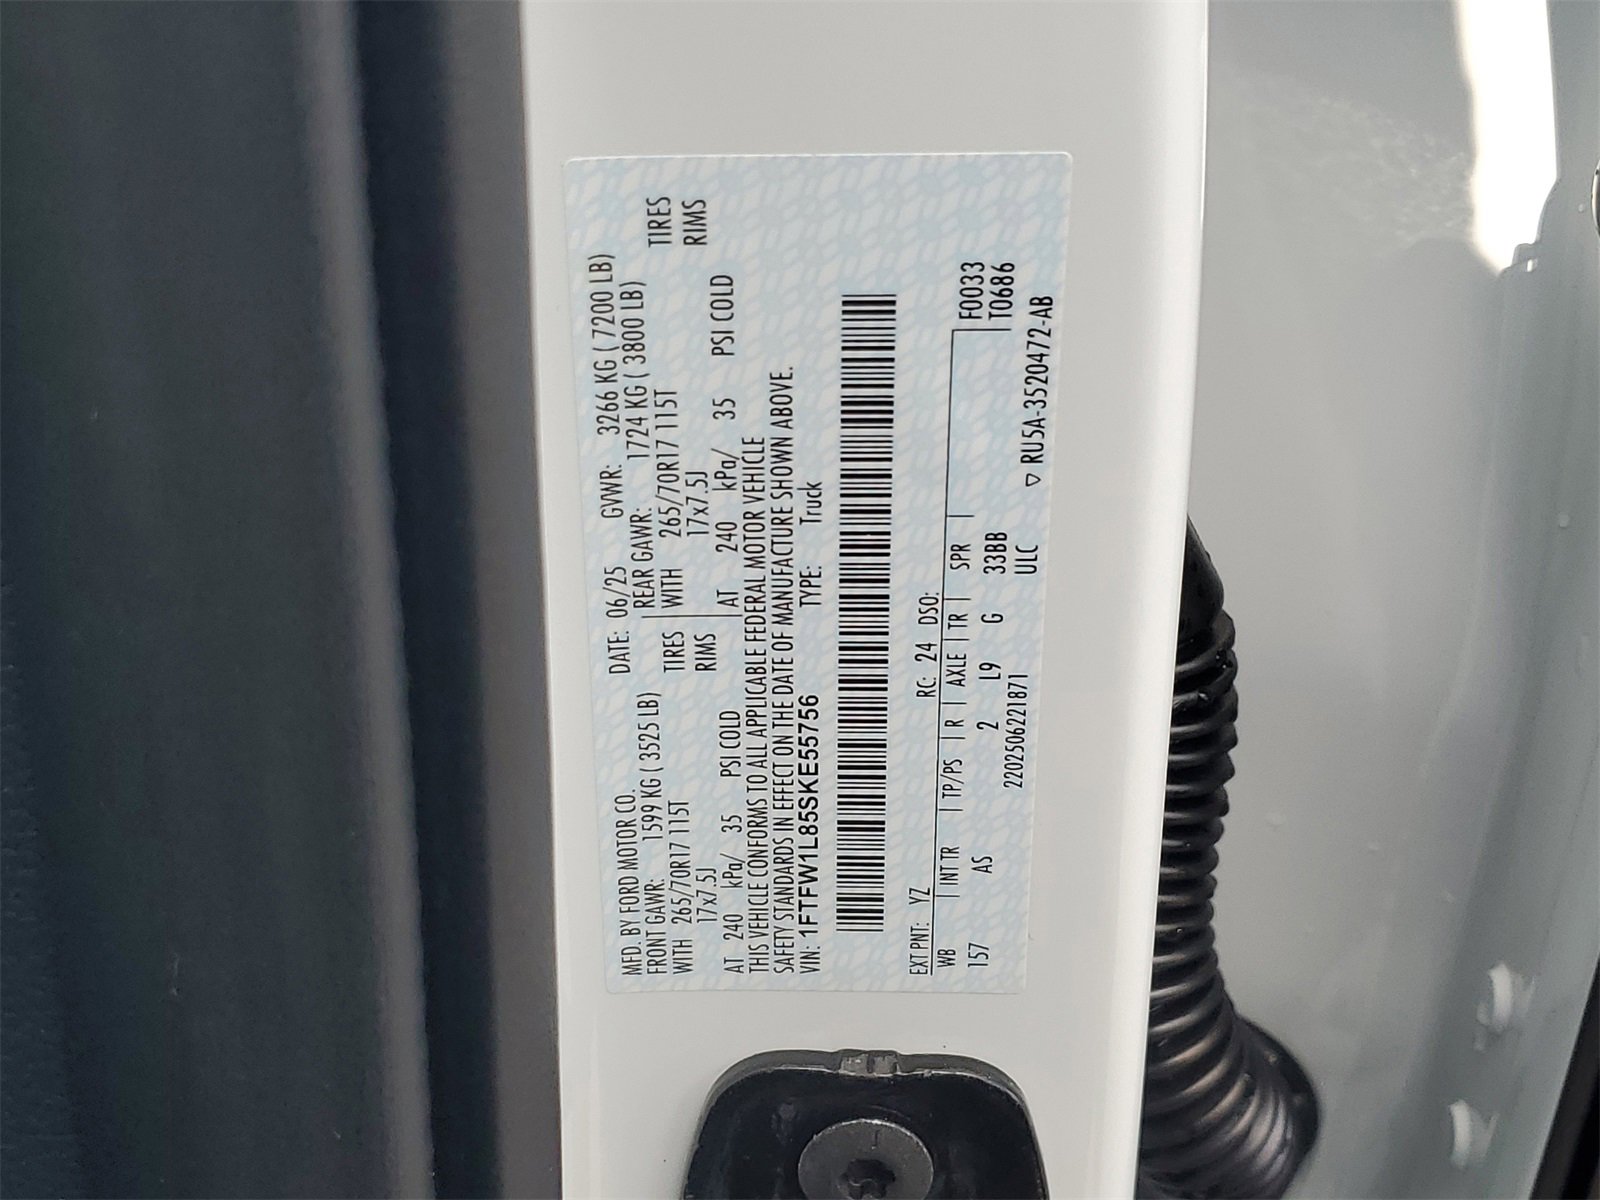 MFD. BY FORD MOTOR CO. DATE: 06/25 GVWR: 3266 KG ( 7200 LB)
FRONT GAWR: 1599 KG ( 3525 LB) REAR GAWR: 1724 KG ( 3800 LB)
WITH 265/70R17 115T TIRES WITH 265/70R17 115T TIRES
17x7.5J RIMS 17x7.5J RIMS
AT 240 kPa/ 35 PSI COLD AT 240 kPa/ 35 PSI COLD
THIS VEHICLE CONFORMS TO ALL APPLICABLE FEDERAL MOTOR VEHICLE
SAFETY STANDARDS IN EFFECT ON THE DATE OF MANUFACTURE SHOWN ABOVE.
VIN: 1FTFW1L85SKE55756 TYPE: Truck
EXT PNT: YZ RC: 24 DSO:
WB | INT TR | TP/PS | R | AXLE | TR | SPR | F0033
157 AS 2 L9 G 33BB T0686
2202506221871 ULC ▽ RU5A-3520472-AB